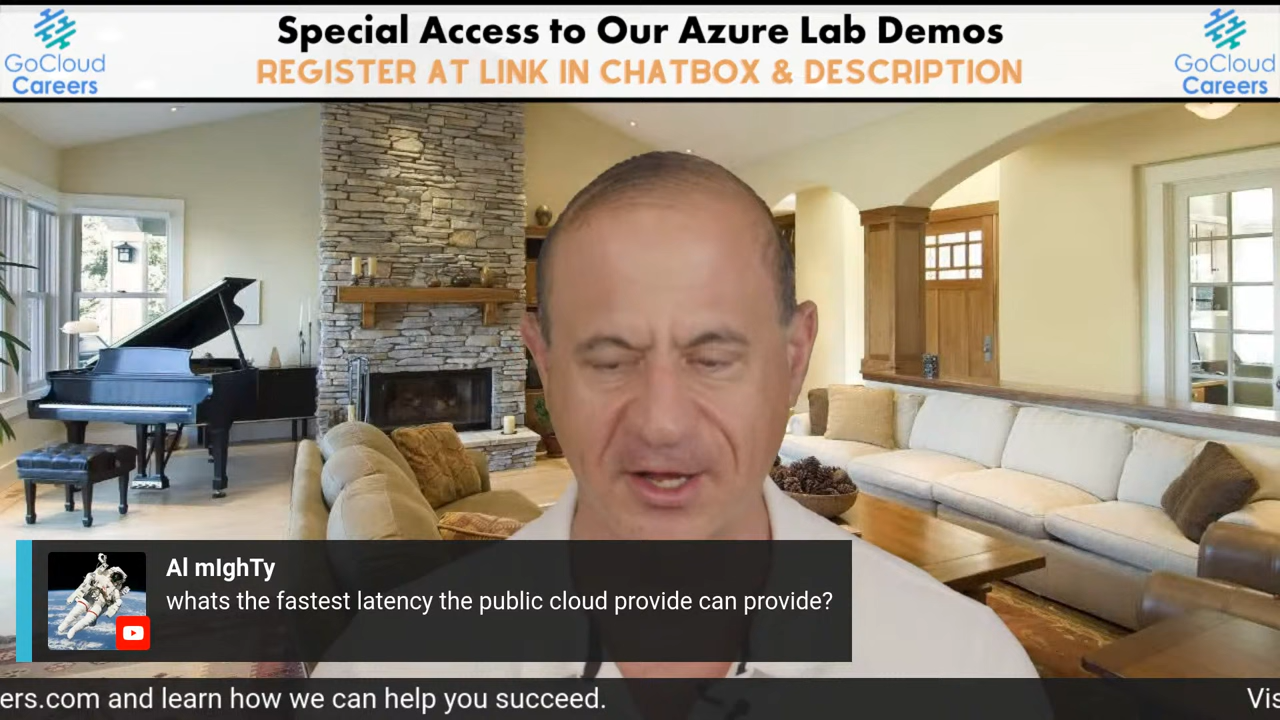 Special Access to Our Azure Lab Demos
REGISTER AT LINK IN CHATBOX & DESCRIPTION
GoCloud
Careers
GoCloud
Careers
Al mIghTy
whats the fastest latency the public cloud provide can provide?
ers.com and learn how we can help you succeed.
Vis